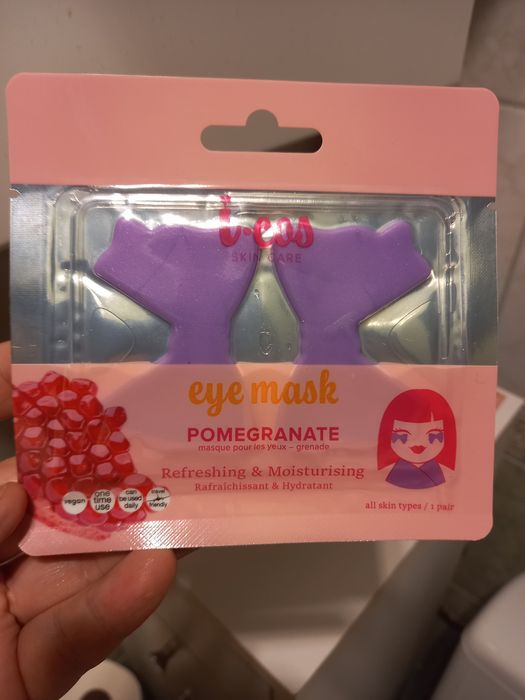 i-eos
SKIN CARE
eye mask
POMEGRANATE
masque pour les yeux – grenade
Refreshing & Moisturising
Rafraîchissant & Hydratant
vegan
one
time
use
can
be used
daily
travel
friendly
all skin types / 1 pair